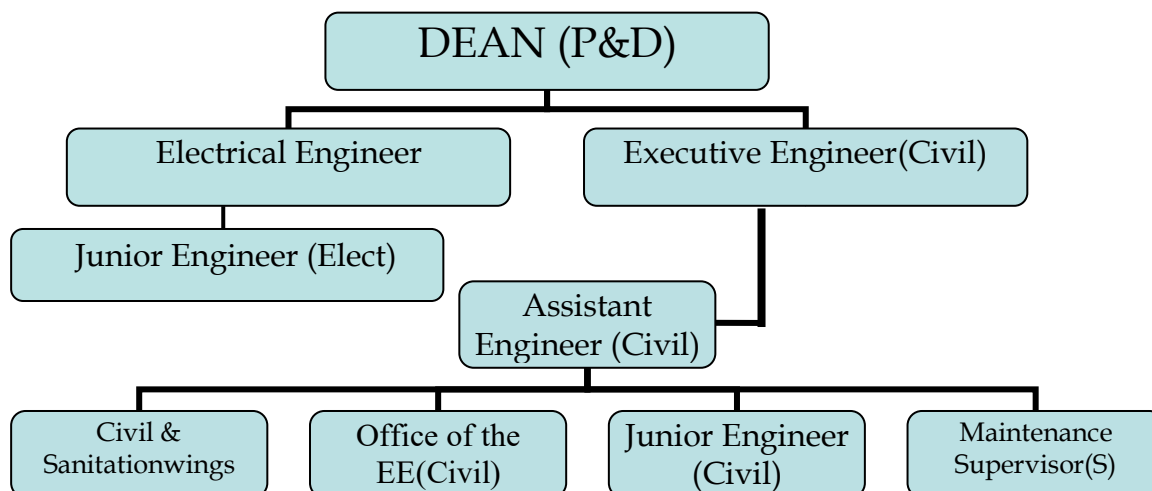 DEAN (P&D)
Electrical Engineer
Executive Engineer(Civil)
Junior Engineer (Elect)
Assistant
Engineer (Civil)
Civil &
Sanitationwings
Office of the
EE(Civil)
Junior Engineer
(Civil)
Maintenance
Supervisor(S)